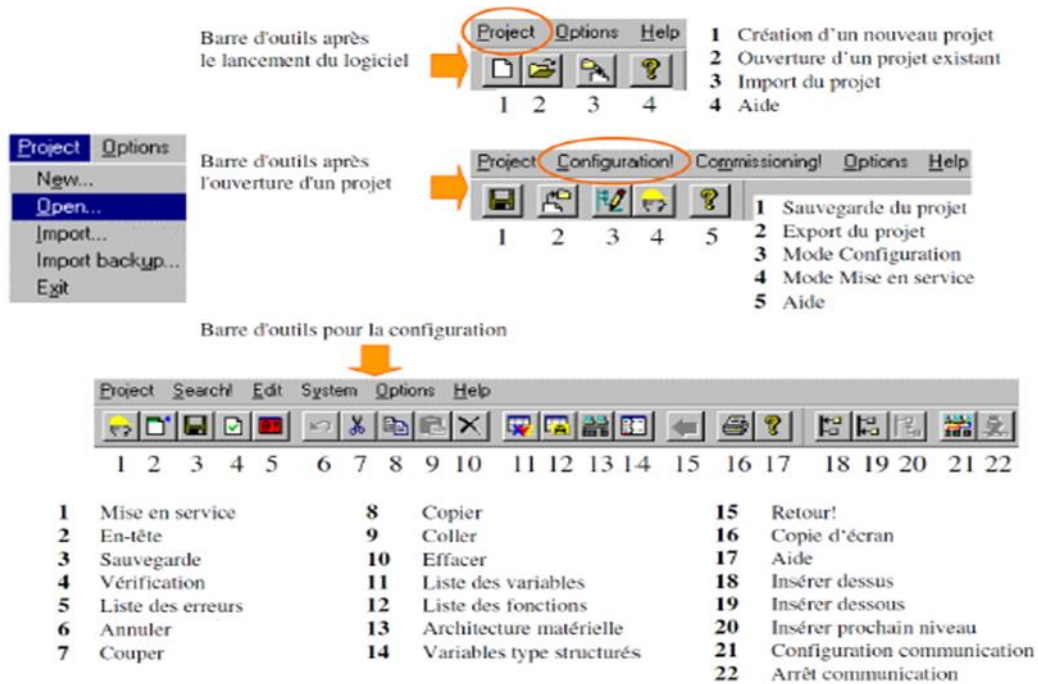 Barre d'outils après
le lancement du logiciel
Project Options Help
1 2 3 4
1 Création d'un nouveau projet
2 Ouverture d'un projet existant
3 Import du projet
4 Aide
Project Options
New...
Open...
Import...
Import backup...
Exit
Barre d'outils après
l'ouverture d'un projet
Project Configuration! Commissioning! Options Help
1 2 3 4 5
1 Sauvegarde du projet
2 Export du projet
3 Mode Configuration
4 Mode Mise en service
5 Aide
Barre d'outils pour la configuration
Project Search! Edit System Options Help
1 2 3 4 5 6 7 8 9 10 11 12 13 14 15 16 17 18 19 20 21 22
1 Mise en service
2 En-tête
3 Sauvegarde
4 Vérification
5 Liste des erreurs
6 Annuler
7 Couper
8 Copier
9 Coller
10 Effacer
11 Liste des variables
12 Liste des fonctions
13 Architecture matérielle
14 Variables type structurés
15 Retour!
16 Copie d'écran
17 Aide
18 Insérer dessus
19 Insérer dessous
20 Insérer prochain niveau
21 Configuration communication
22 Arrêt communication